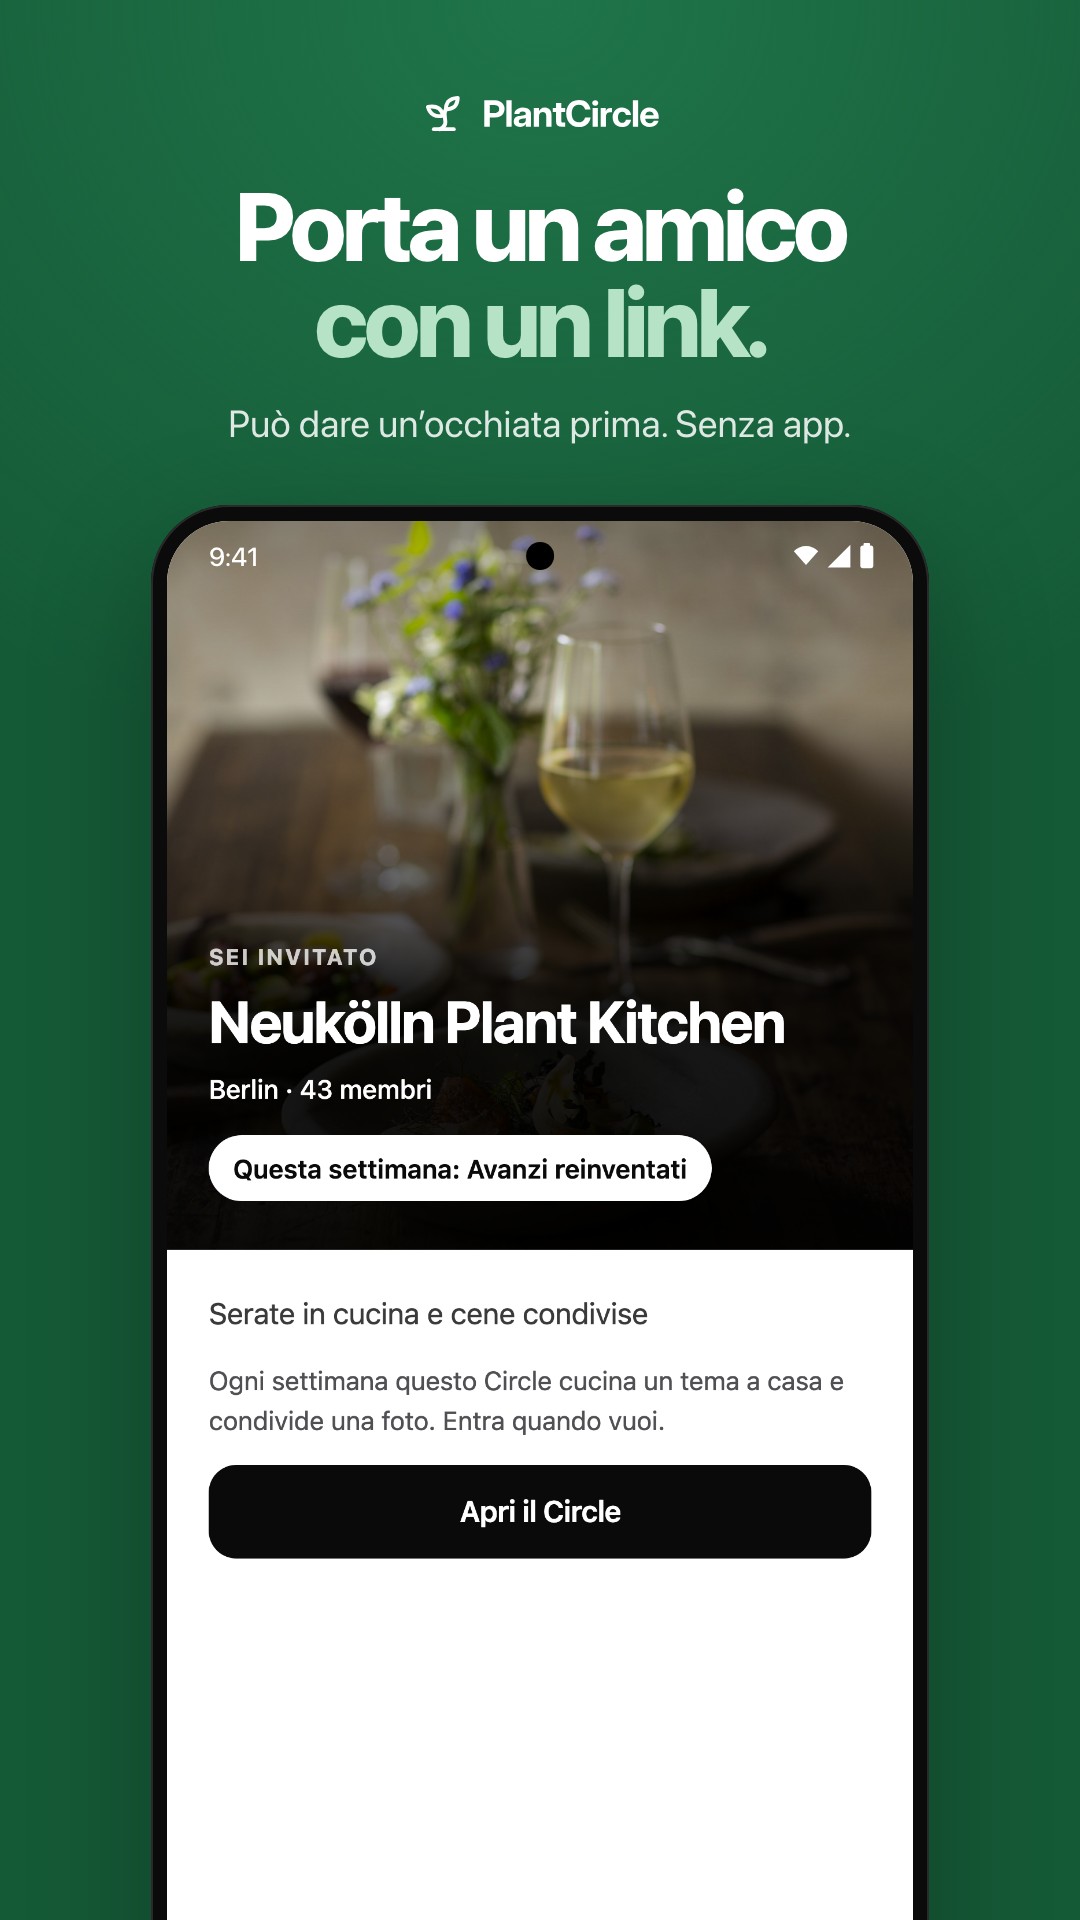 PlantCircle
Porta un amico
con un link.
Può dare un’occhiata prima. Senza app.
9:41
SEI INVITATO
Neukölln Plant Kitchen
Berlin · 43 membri
Questa settimana: Avanzi reinventati
Serate in cucina e cene condivise
Ogni settimana questo Circle cucina un tema a casa e
condivide una foto. Entra quando vuoi.
Apri il Circle